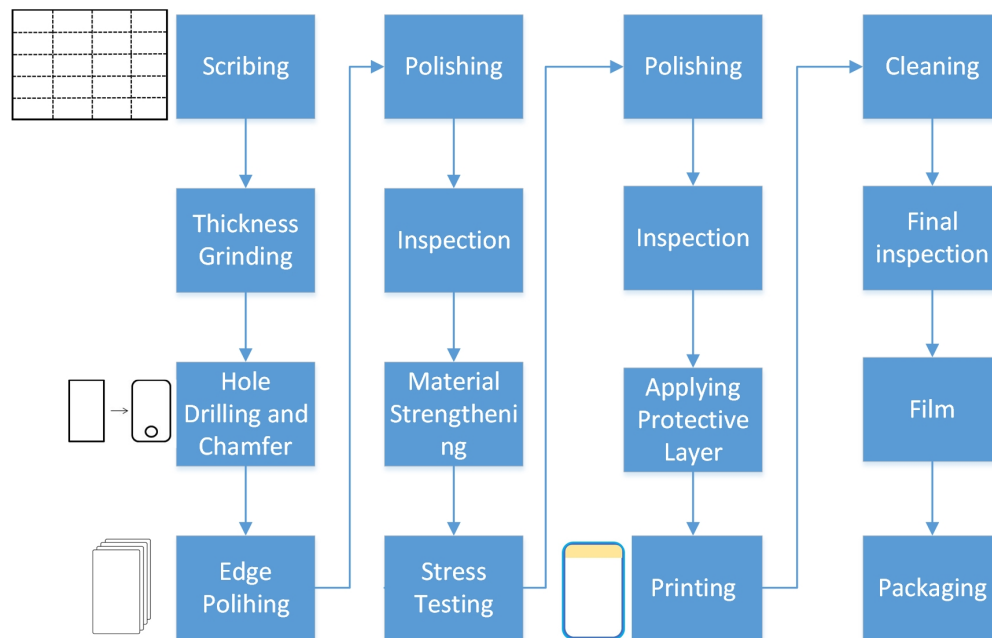 Scribing
Thickness
Grinding
Hole
Drilling and
Chamfer
Edge
Polihing
Polishing
Inspection
Material
Strengtheni
ng
Stress
Testing
Polishing
Inspection
Applying
Protective
Layer
Printing
Cleaning
Final
inspection
Film
Packaging